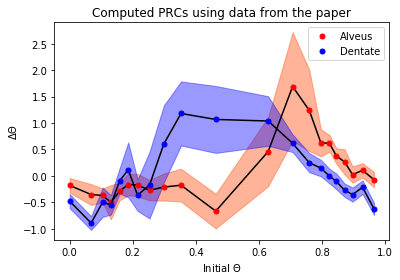 Computed PRCs using data from the paper
Alveus
Dentate
ΔΘ
2.5
2.0
1.5
1.0
0.5
0.0
−0.5
−1.0
0.0
0.2
0.4
0.6
0.8
1.0
Initial Θ